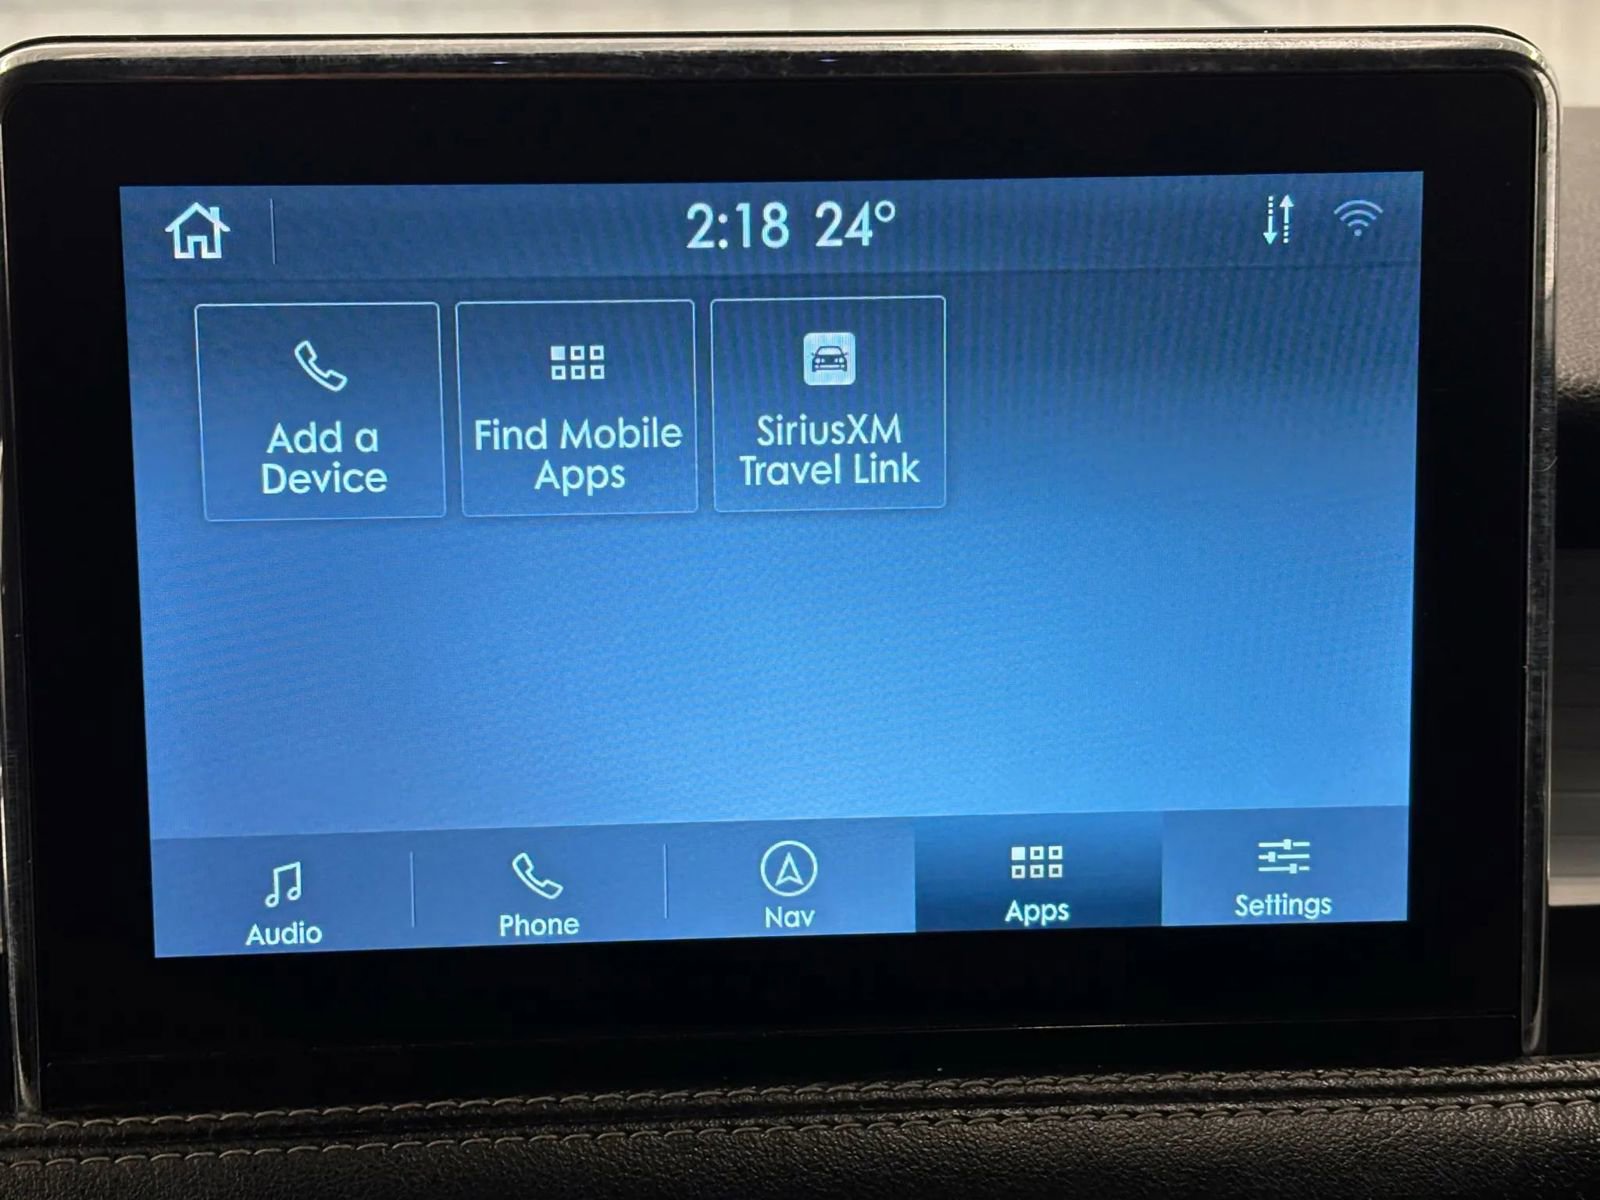 2:18 24°
Add a
Device
Find Mobile
Apps
SiriusXM
Travel Link
Audio
Phone
Nav
Apps
Settings